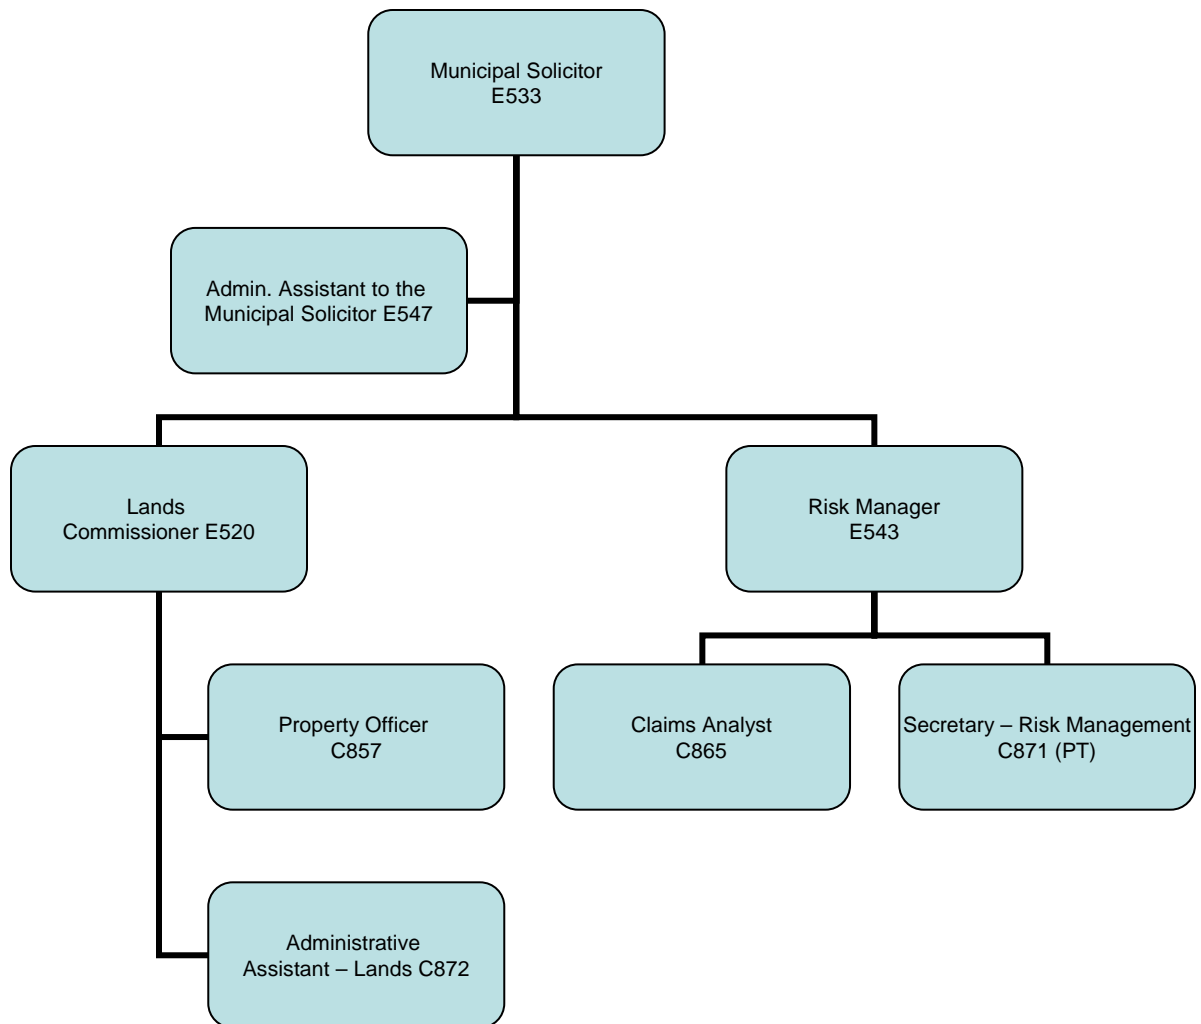 Municipal Solicitor
E533
Admin. Assistant to the
Municipal Solicitor E547
Lands
Commissioner E520
Risk Manager
E543
Property Officer
C857
Claims Analyst
C865
Secretary – Risk Management
C871 (PT)
Administrative
Assistant – Lands C872